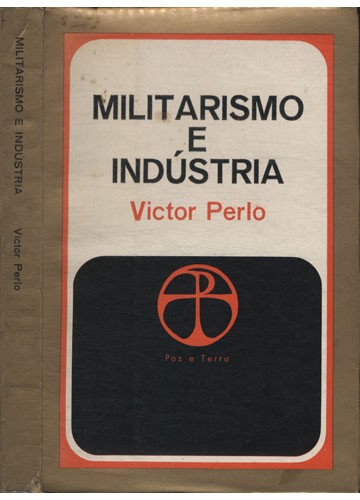 MILITARISMO E INDÚSTRIA Victor Perlo
MILITARISMO
E
INDÚSTRIA
Victor Perlo
Paz e Terra